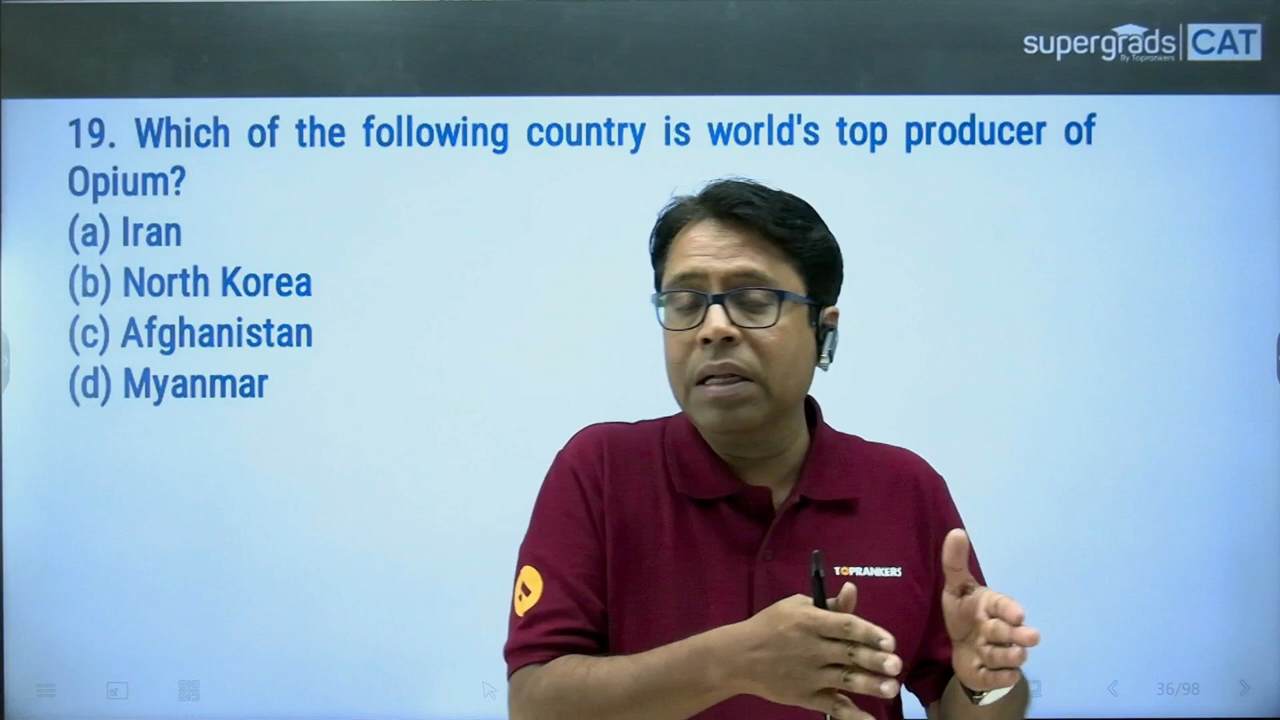 supergrads CAT
By Toprankers
19. Which of the following country is world's top producer of
Opium?
(a) Iran
(b) North Korea
(c) Afghanistan
(d) Myanmar
TOPRANKERS
36/98